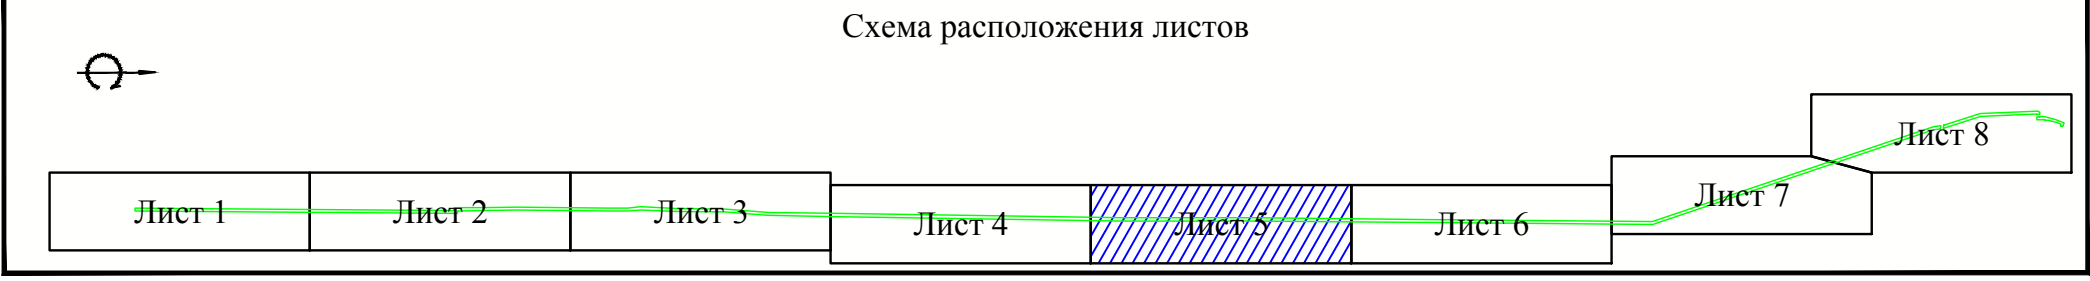 Схема расположения листов
Лист 8
Лист 7
Лист 1
Лист 2
Лист 3
Лист 4
Лист 5
Лист 6